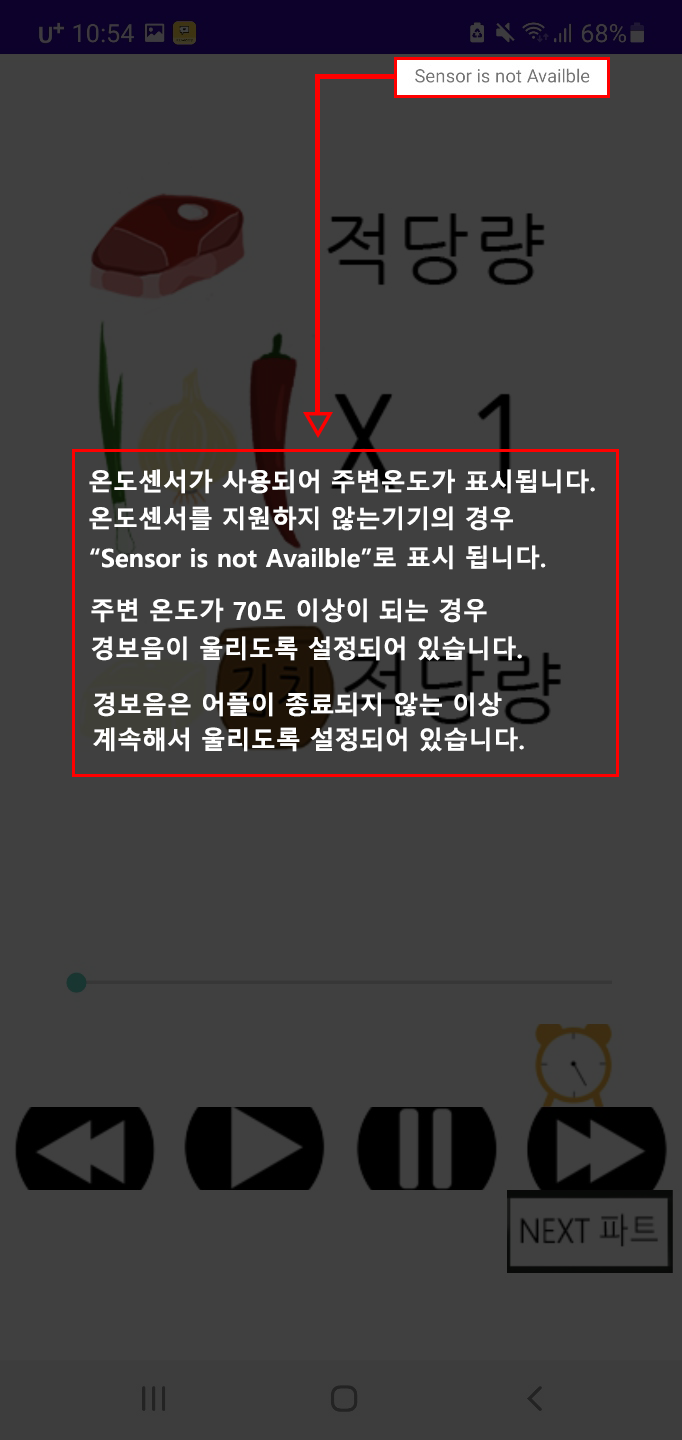 U+ 10:54 68%
Sensor is not Availble
적당량
X 1
온도센서가 사용되어 주변온도가 표시됩니다.
온도센서를 지원하지 않는기기의 경우
“Sensor is not Availble”로 표시 됩니다.
주변 온도가 70도 이상이 되는 경우
경보음이 울리도록 설정되어 있습니다.
김치 적당량
경보음은 어플이 종료되지 않는 이상
계속해서 울리도록 설정되어 있습니다.
NEXT 파트